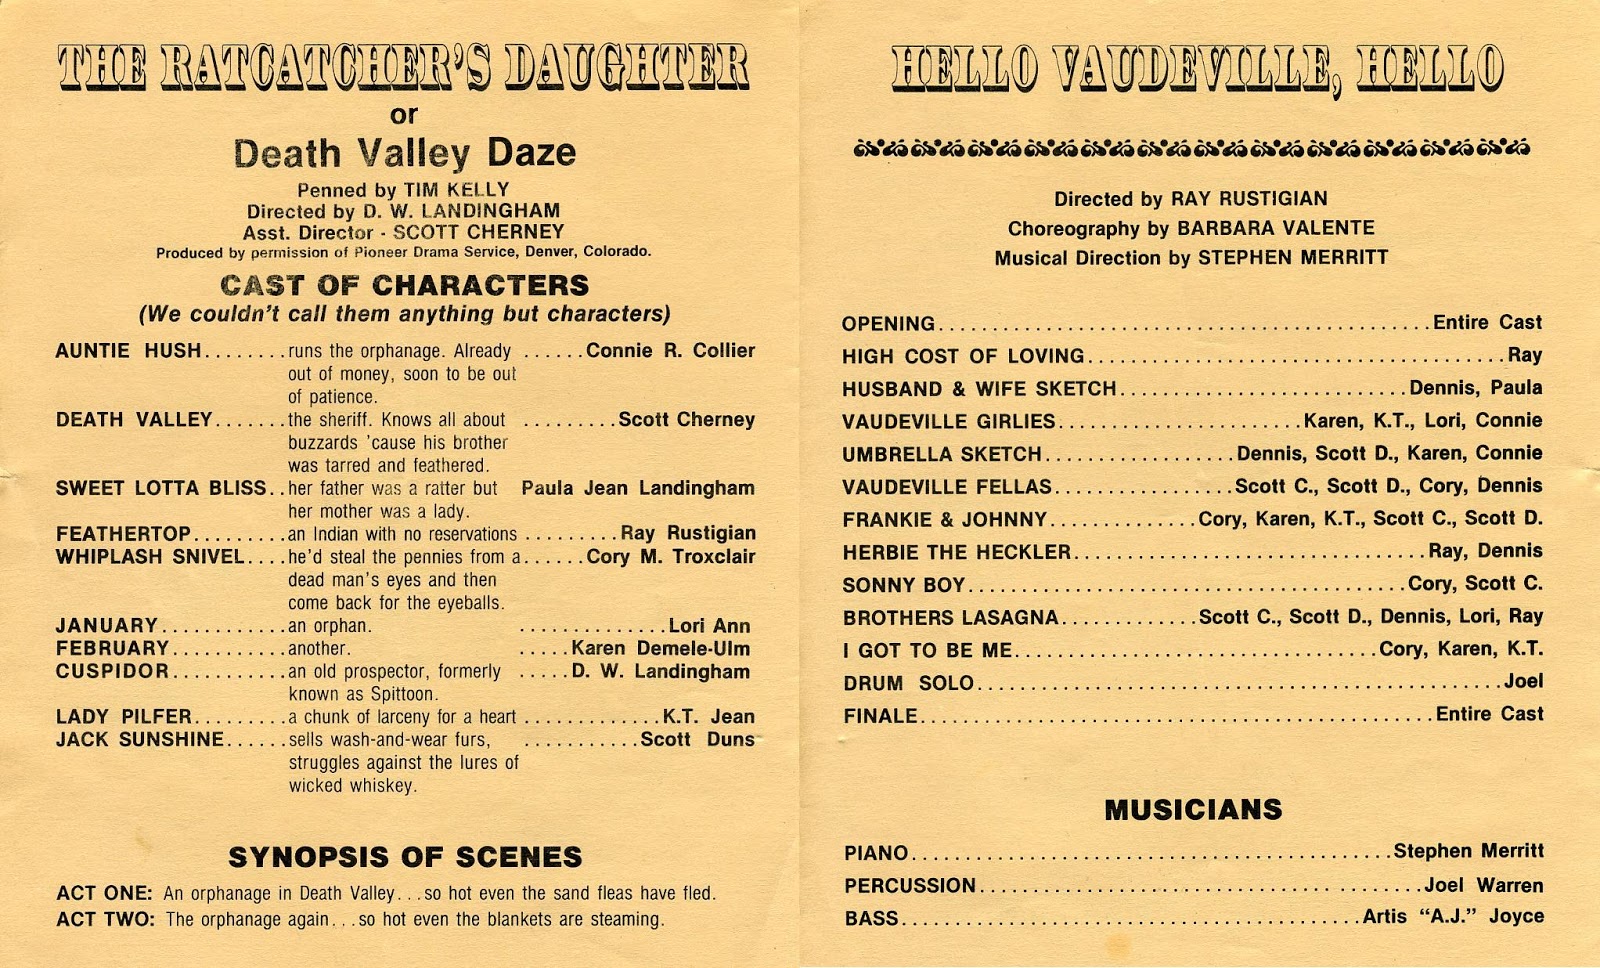 THE RATCATCHER'S DAUGHTER
or
Death Valley Daze
Penned by TIM KELLY
Directed by D. W. LANDINGHAM
Asst. Director - SCOTT CHERNEY
Produced by permission of Pioneer Drama Service, Denver, Colorado.
CAST OF CHARACTERS
(We couldn't call them anything but characters)
AUNTIE HUSH........runs the orphanage. Already ......Connie R. Collier
out of money, soon to be out
of patience.
DEATH VALLEY.......the sheriff. Knows all about .........Scott Cherney
buzzards 'cause his brother
was tarred and feathered.
SWEET LOTTA BLISS..her father was a ratter but Paula Jean Landingham
her mother was a lady.
FEATHERTOP.........an Indian with no reservations .........Ray Rustigian
WHIPLASH SNIVEL....he'd steal the pennies from a......Cory M. Troxclair
dead man's eyes and then
come back for the eyeballs.
JANUARY............an orphan. ..............Lori Ann
FEBRUARY...........another. .....Karen Demele-Ulm
CUSPIDOR...........an old prospector, formerly .....D. W. Landingham
known as Spittoon.
LADY PILFER.........a chunk of larceny for a heart .............K.T. Jean
JACK SUNSHINE......sells wash-and-wear furs, ...........Scott Duns
struggles against the lures of
wicked whiskey.
SYNOPSIS OF SCENES
ACT ONE: An orphanage in Death Valley...so hot even the sand fleas have fled.
ACT TWO: The orphanage again...so hot even the blankets are steaming.
HELLO VAUDEVILLE, HELLO
Directed by RAY RUSTIGIAN
Choreography by BARBARA VALENTE
Musical Direction by STEPHEN MERRITT
OPENING..................................................Entire Cast
HIGH COST OF LOVING...........................................Ray
HUSBAND & WIFE SKETCH.............................Dennis, Paula
VAUDEVILLE GIRLIES.........................Karen, K.T., Lori, Connie
UMBRELLA SKETCH...................Dennis, Scott D., Karen, Connie
VAUDEVILLE FELLAS..................Scott C., Scott D., Cory, Dennis
FRANKIE & JOHNNY..............Cory, Karen, K.T., Scott C., Scott D.
HERBIE THE HECKLER....................................Ray, Dennis
SONNY BOY............................................Cory, Scott C.
BROTHERS LASAGNA.............Scott C., Scott D., Dennis, Lori, Ray
I GOT TO BE ME.....................................Cory, Karen, K.T.
DRUM SOLO.....................................................Joel
FINALE....................................................Entire Cast
MUSICIANS
PIANO................................................Stephen Merritt
PERCUSSION.............................................Joel Warren
BASS..............................................Artis "A.J." Joyce